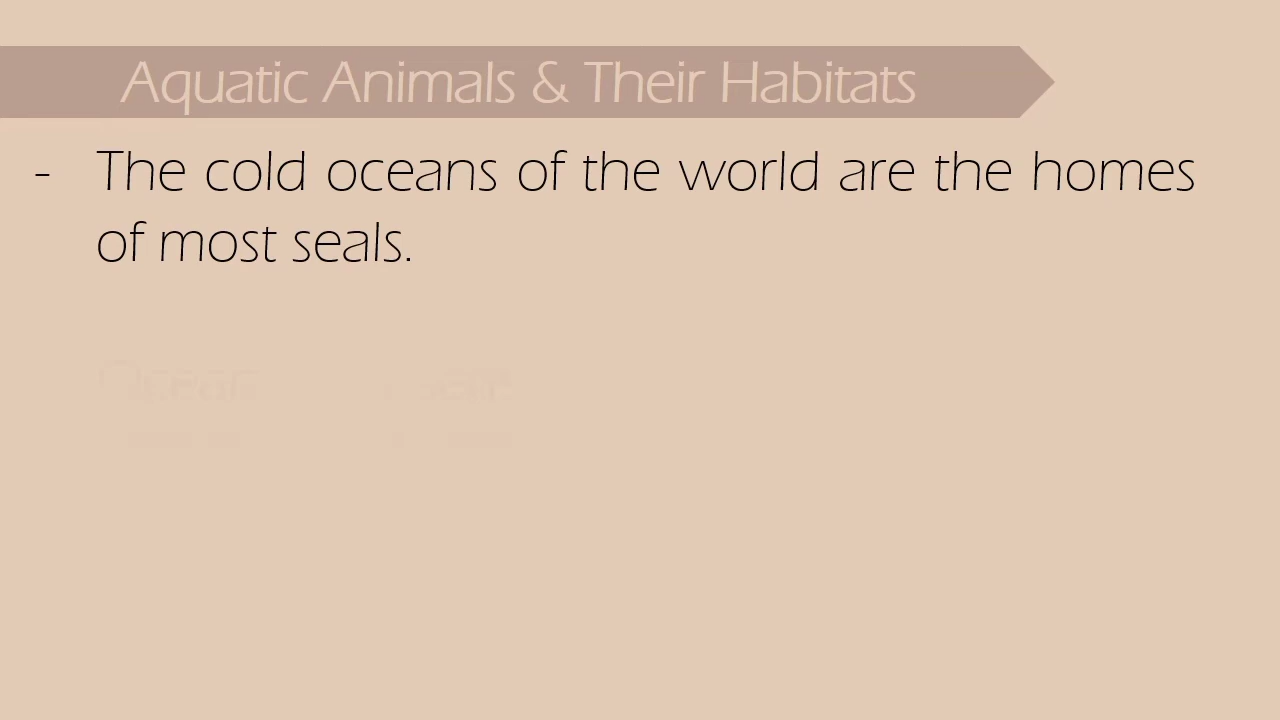 Aquatic Animals & Their Habitats
- The cold oceans of the world are the homes
of most seals.